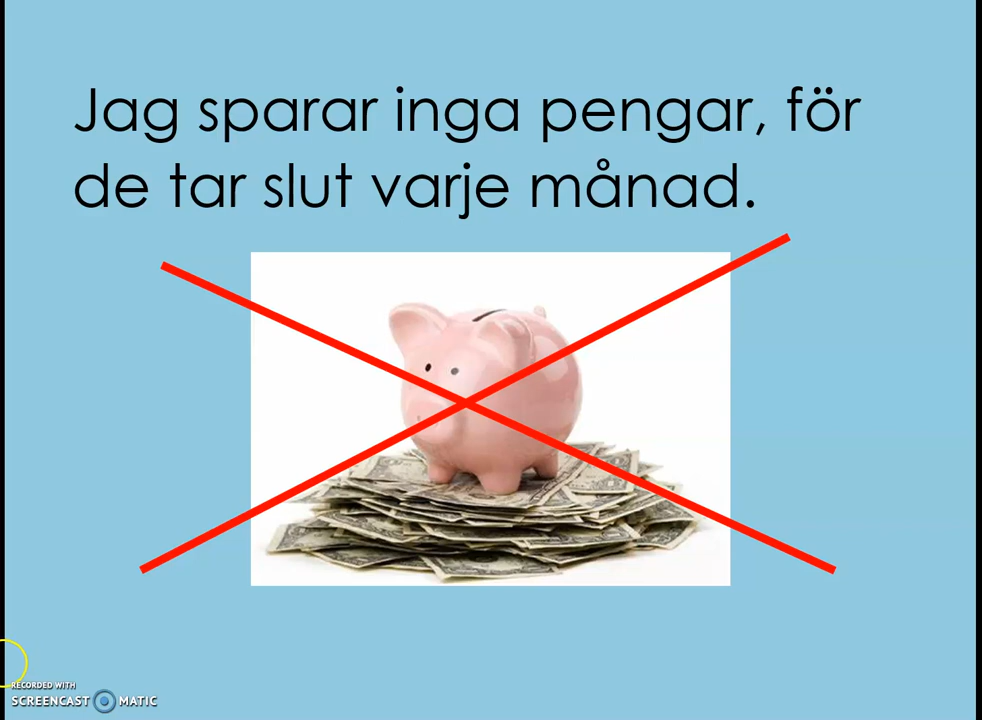 Jag sparar inga pengar, för
de tar slut varje månad.
RECORDED WITH
SCREENCAST MATIC